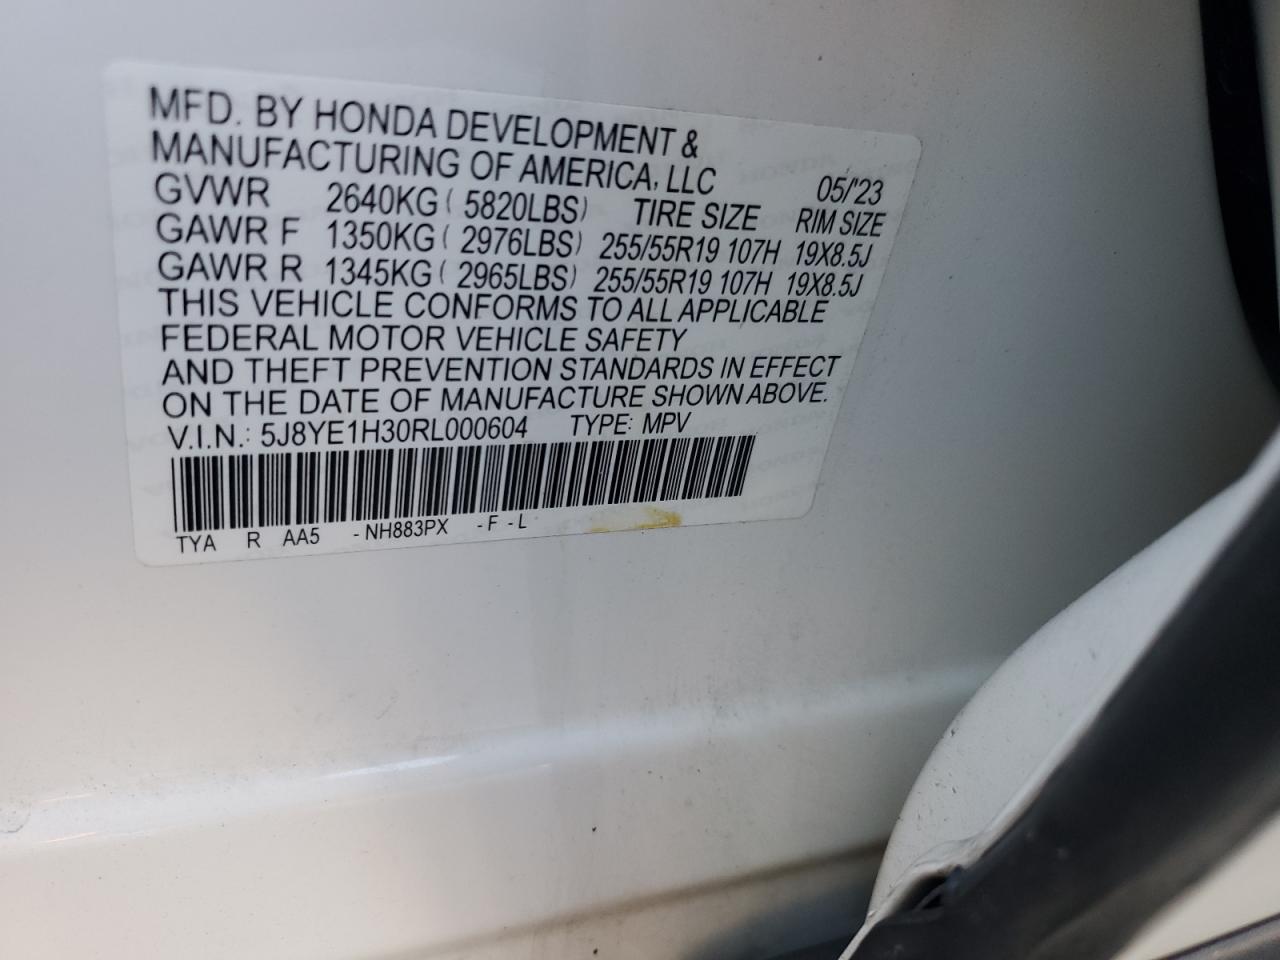 MFD. BY HONDA DEVELOPMENT &
MANUFACTURING OF AMERICA, LLC 05/'23
GVWR 2640KG ( 5820LBS) TIRE SIZE RIM SIZE
GAWR F 1350KG ( 2976LBS) 255/55R19 107H 19X8.5J
GAWR R 1345KG ( 2965LBS) 255/55R19 107H 19X8.5J
THIS VEHICLE CONFORMS TO ALL APPLICABLE
FEDERAL MOTOR VEHICLE SAFETY
AND THEFT PREVENTION STANDARDS IN EFFECT
ON THE DATE OF MANUFACTURE SHOWN ABOVE.
V.I.N.: 5J8YE1H30RL000604 TYPE: MPV
TYA R AA5 - NH883PX - F - L